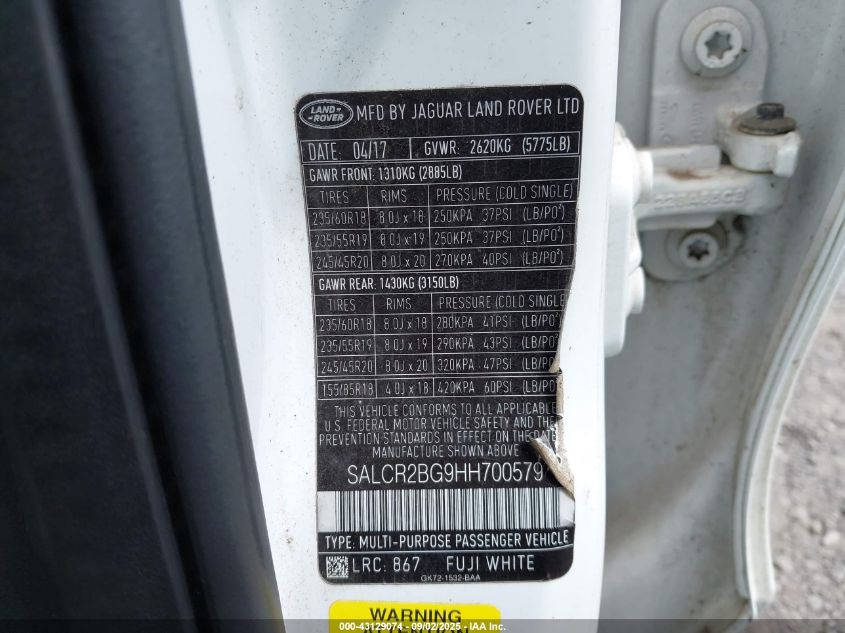 LAND ROVER MFD BY JAGUAR LAND ROVER LTD
DATE: 04/17 GVWR: 2620KG (5775LB)
GAWR FRONT: 1310KG (2885LB)
TIRES RIMS PRESSURE (COLD SINGLE)
235/60R18 8.0J x 18 250KPA 37PSI (LB/PO²)
235/55R19 8.0J x 19 250KPA 37PSI (LB/PO²)
245/45R20 8.0J x 20 270KPA 40PSI (LB/PO²)
GAWR REAR: 1430KG (3150LB)
TIRES RIMS PRESSURE (COLD SINGLE
235/60R18 8.0J x 18 280KPA 41PSI (LB/PO²)
235/55R19 8.0J x 19 290KPA 43PSI (LB/PO²
245/45R20 8.0J x 20 320KPA 47PSI (LB/PO²
155/85R18 4.0J x 18 420KPA 60PSI (LB/PO²
THIS VEHICLE CONFORMS TO ALL APPLICABLE
U.S. FEDERAL MOTOR VEHICLE SAFETY AND THE
PREVENTION STANDARDS IN EFFECT ON THE DATE
MANUFACTURE SHOWN ABOVE
SALCR2BG9HH700579
TYPE: MULTI-PURPOSE PASSENGER VEHICLE
LRC: 867 FUJI WHITE
GK72-1532-BAA
WARNING
ATTENTION
000-43129074 - 09/02/2025 - iaai.com